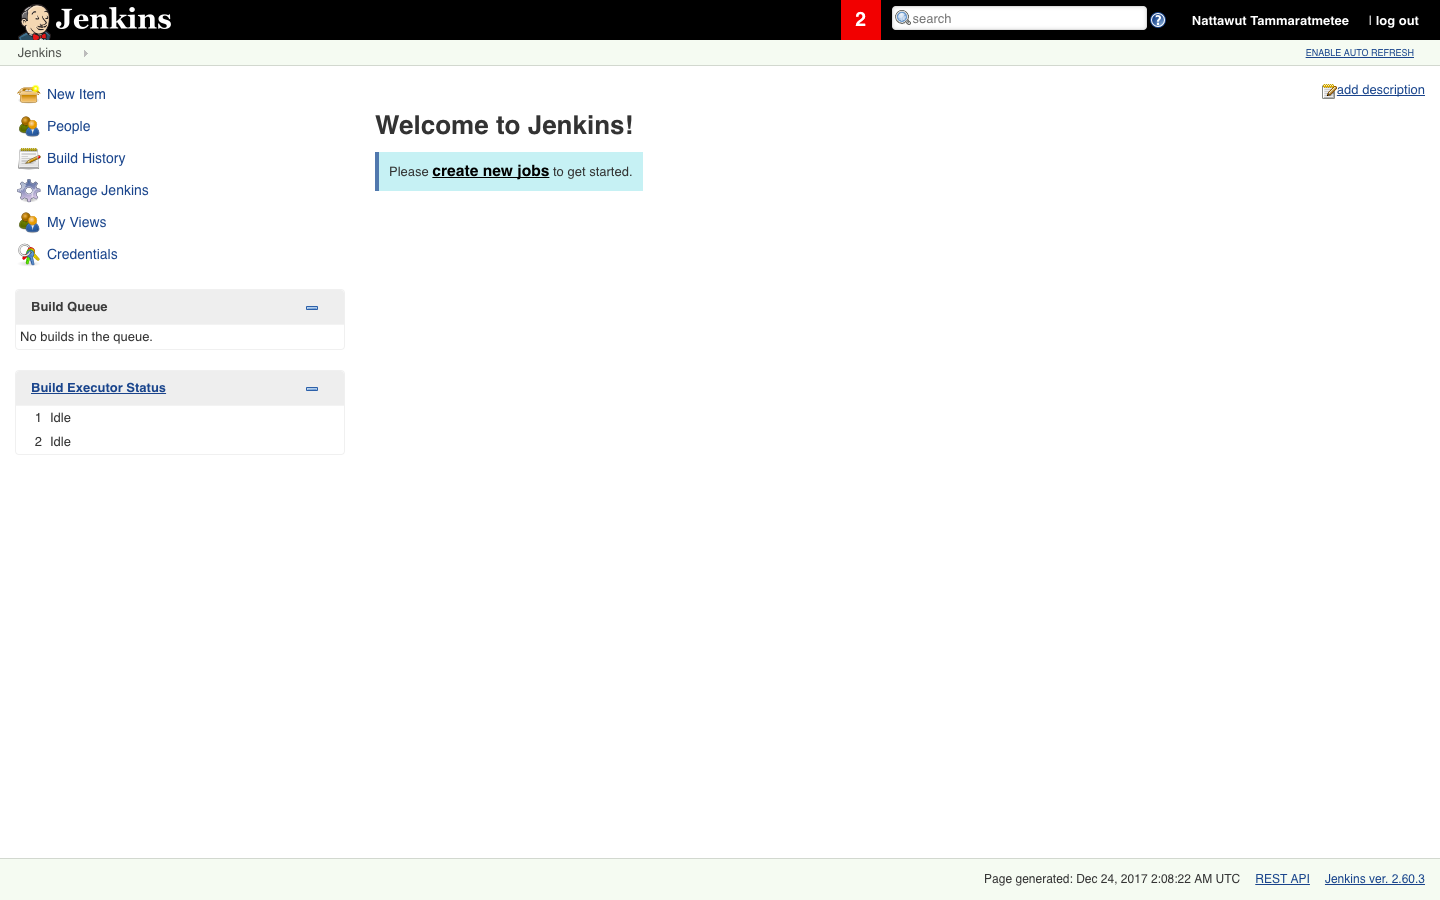 Jenkins
2
search
Nattawut Tammaratmetee
| log out
Jenkins
ENABLE AUTO REFRESH
New Item
People
Build History
Manage Jenkins
My Views
Credentials
add description
Welcome to Jenkins!
Please create new jobs to get started.
Build Queue
No builds in the queue.
Build Executor Status
1 Idle
2 Idle
Page generated: Dec 24, 2017 2:08:22 AM UTC
REST API
Jenkins ver. 2.60.3